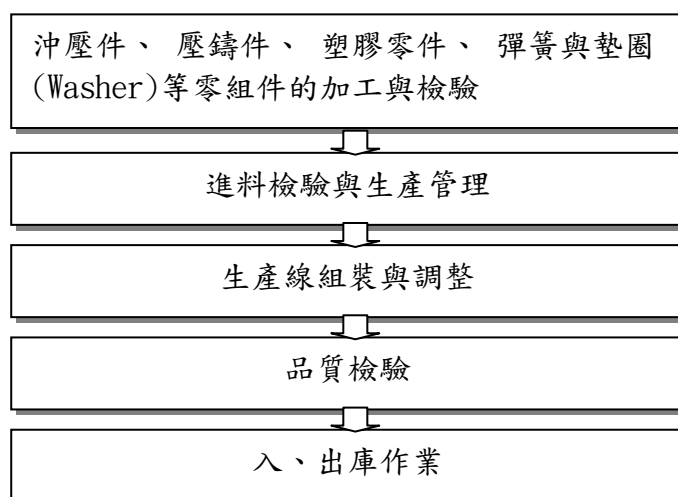 沖壓件、 壓鑄件、 塑膠零件、 彈簧與墊圈
(Washer)等零組件的加工與檢驗
進料檢驗與生產管理
生產線組裝與調整
品質檢驗
入、出庫作業